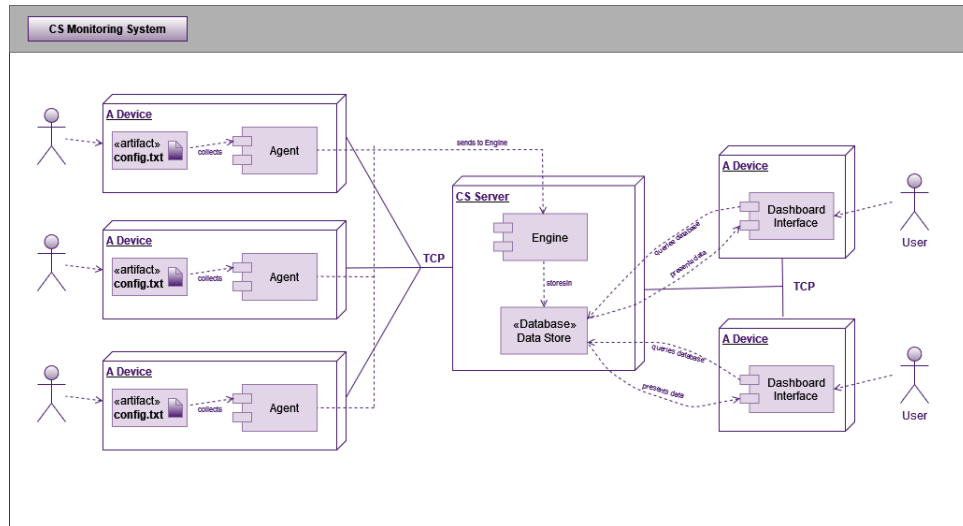 CS Monitoring System
A Device
«artifact»
config.txt
collects
Agent
sends to Engine
A Device
«artifact»
config.txt
collects
Agent
A Device
«artifact»
config.txt
collects
Agent
TCP
CS Server
Engine
storesin
«Database»
Data Store
queries database
presents data
queries database
presents data
A Device
Dashboard
Interface
User
TCP
A Device
Dashboard
Interface
User